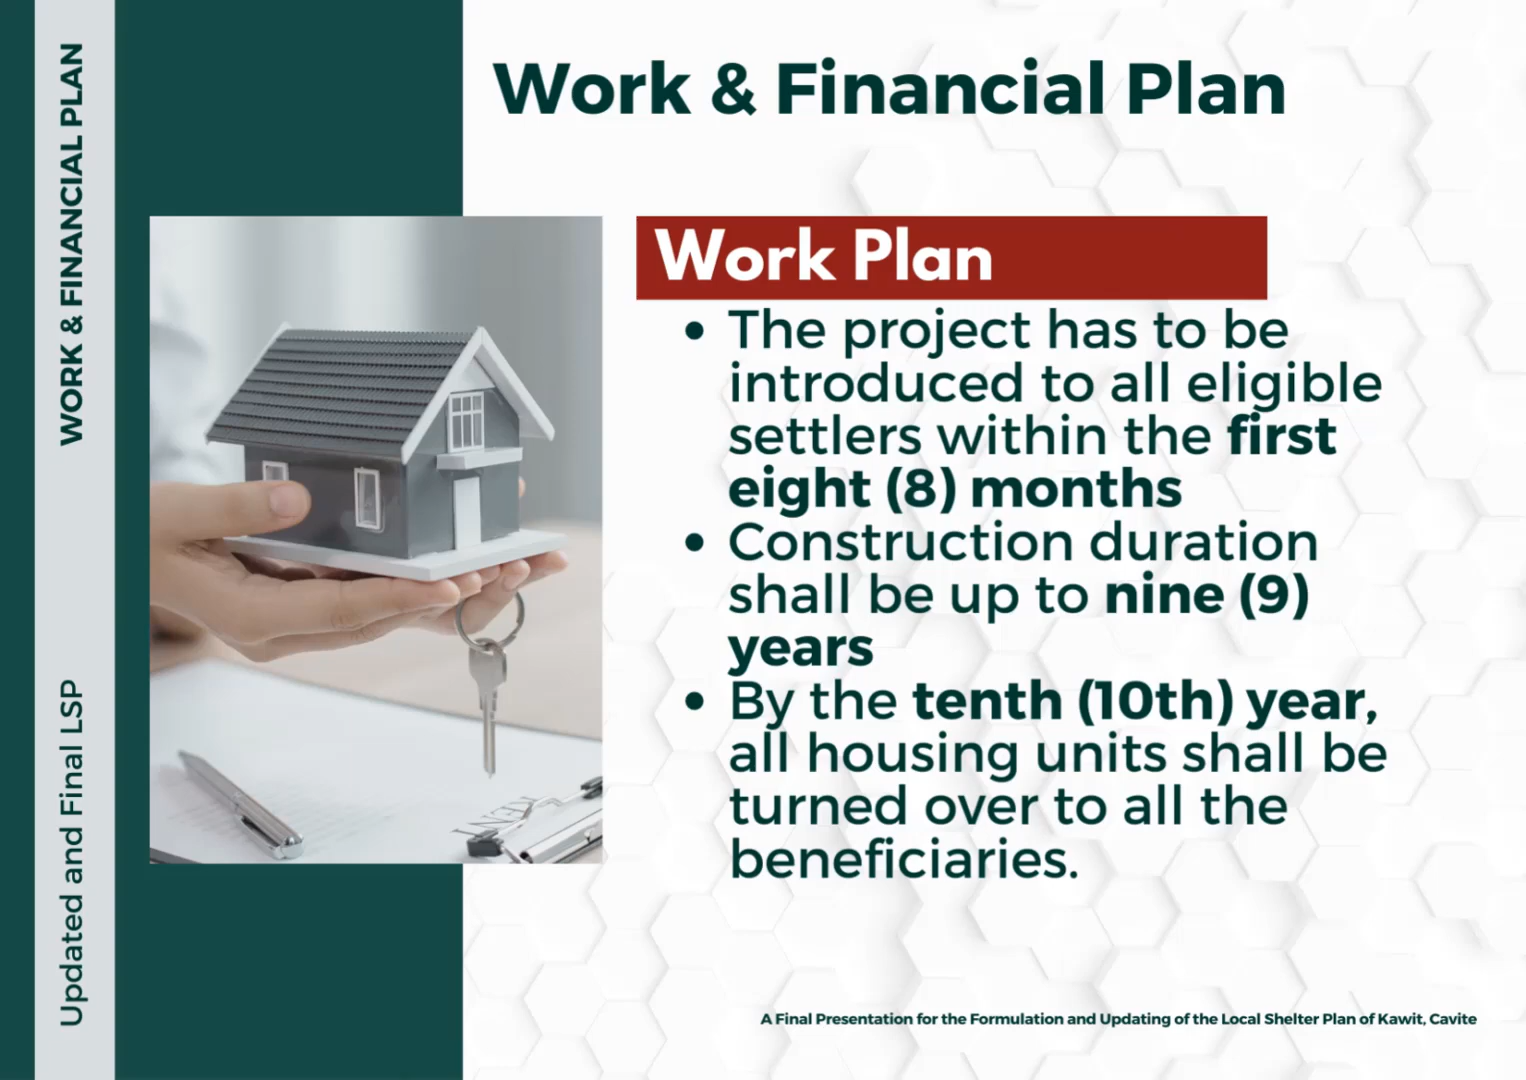 WORK & FINANCIAL PLAN
Updated and Final LSP
Work & Financial Plan
Work Plan
• The project has to be
introduced to all eligible
settlers within the first
eight (8) months
• Construction duration
shall be up to nine (9)
years
• By the tenth (10th) year,
all housing units shall be
turned over to all the
beneficiaries.
A Final Presentation for the Formulation and Updating of the Local Shelter Plan of Kawit, Cavite